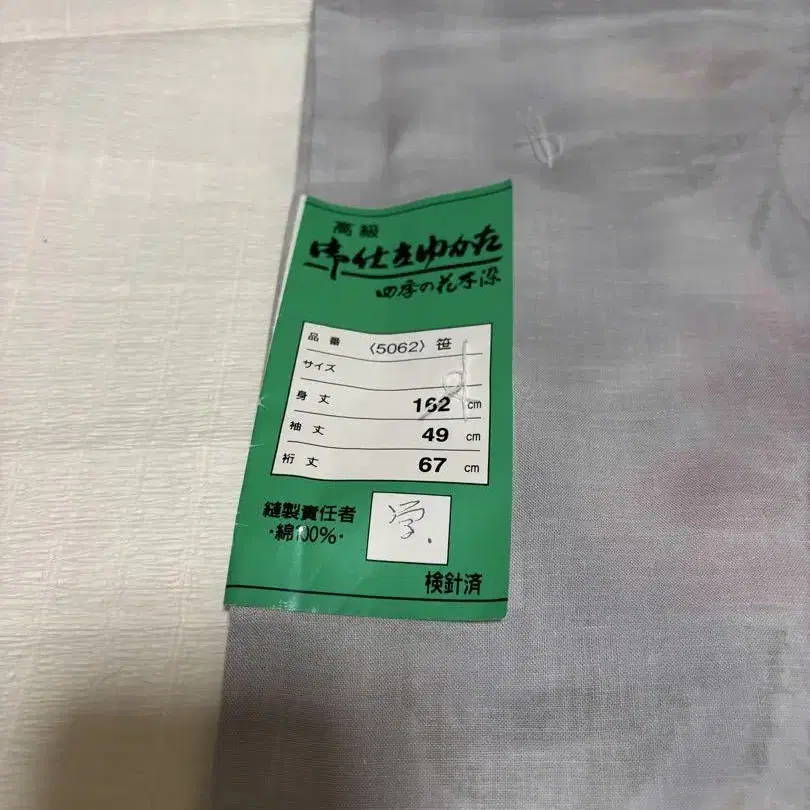 高級
御仕立ゆかた
四季の花手染
品番 〈5062〉 笹
サイズ
身丈 162 cm
袖丈 49 cm
裄丈 67 cm
縫製責任者 学.
・綿100%・
検針済